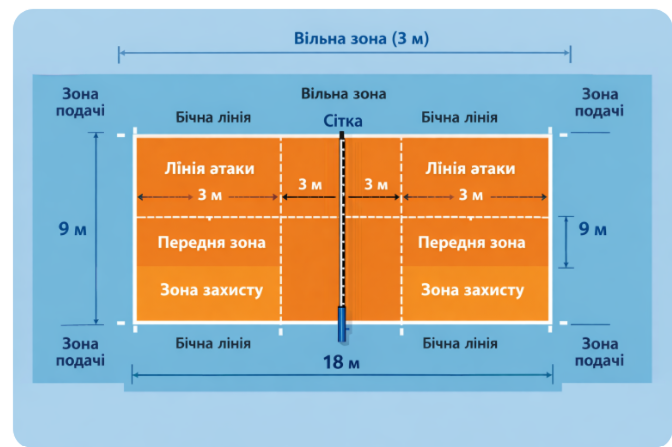 Вільна зона (3 м)
Зона
подачі
Вільна зона
Зона
подачі
Бічна лінія
Сітка
Бічна лінія
Лінія атаки
3 м
3 м
3 м
Лінія атаки
3 м
9 м
Передня зона
Передня зона
9 м
Зона захисту
Зона захисту
Зона
подачі
Бічна лінія
Бічна лінія
Зона
подачі
18 м